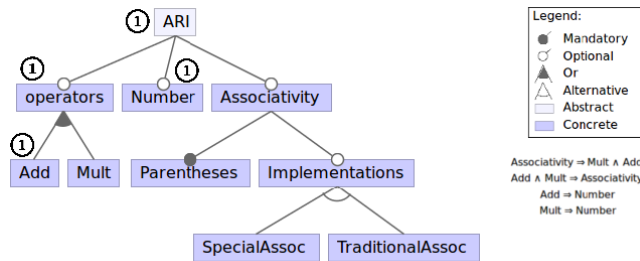 1 ARI
1
1
operators Number Associativity
1
Add Mult Parentheses Implementations
SpecialAssoc TraditionalAssoc
Legend:
Mandatory
Optional
Or
Alternative
Abstract
Concrete
Associativity ⇒ Mult ∧ Add
Add ∧ Mult ⇒ Associativity
Add ⇒ Number
Mult ⇒ Number